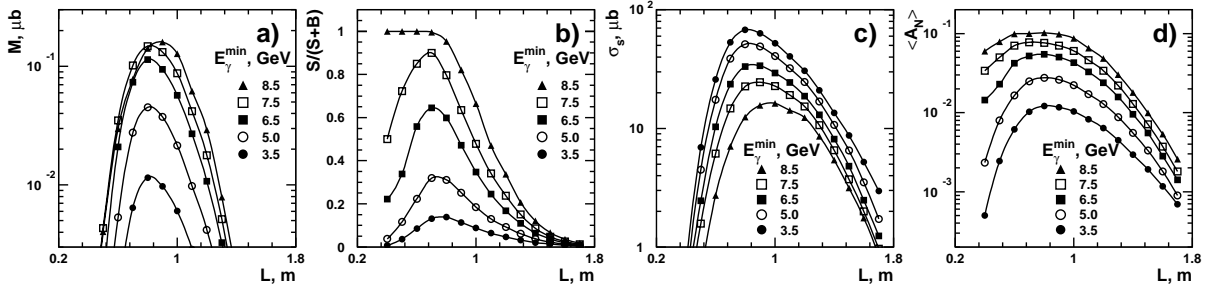 M, μb
a)
E_γ^min, GeV
8.5
7.5
6.5
5.0
3.5
10^-1
10^-2
0.2
1
1.8
L, m
S/(S+B)
b)
E_γ^min, GeV
8.5
7.5
6.5
5.0
3.5
1
0.8
0.6
0.4
0.2
0
0.2
1
1.8
L, m
σ_s, μb
c)
10^2
10
1
E_γ^min, GeV
8.5
7.5
6.5
5.0
3.5
0.2
1
1.8
L, m
⟨A_N⟩
d)
10^-1
10^-2
10^-3
E_γ^min, GeV
8.5
7.5
6.5
5.0
3.5
0.2
1
1.8
L, m